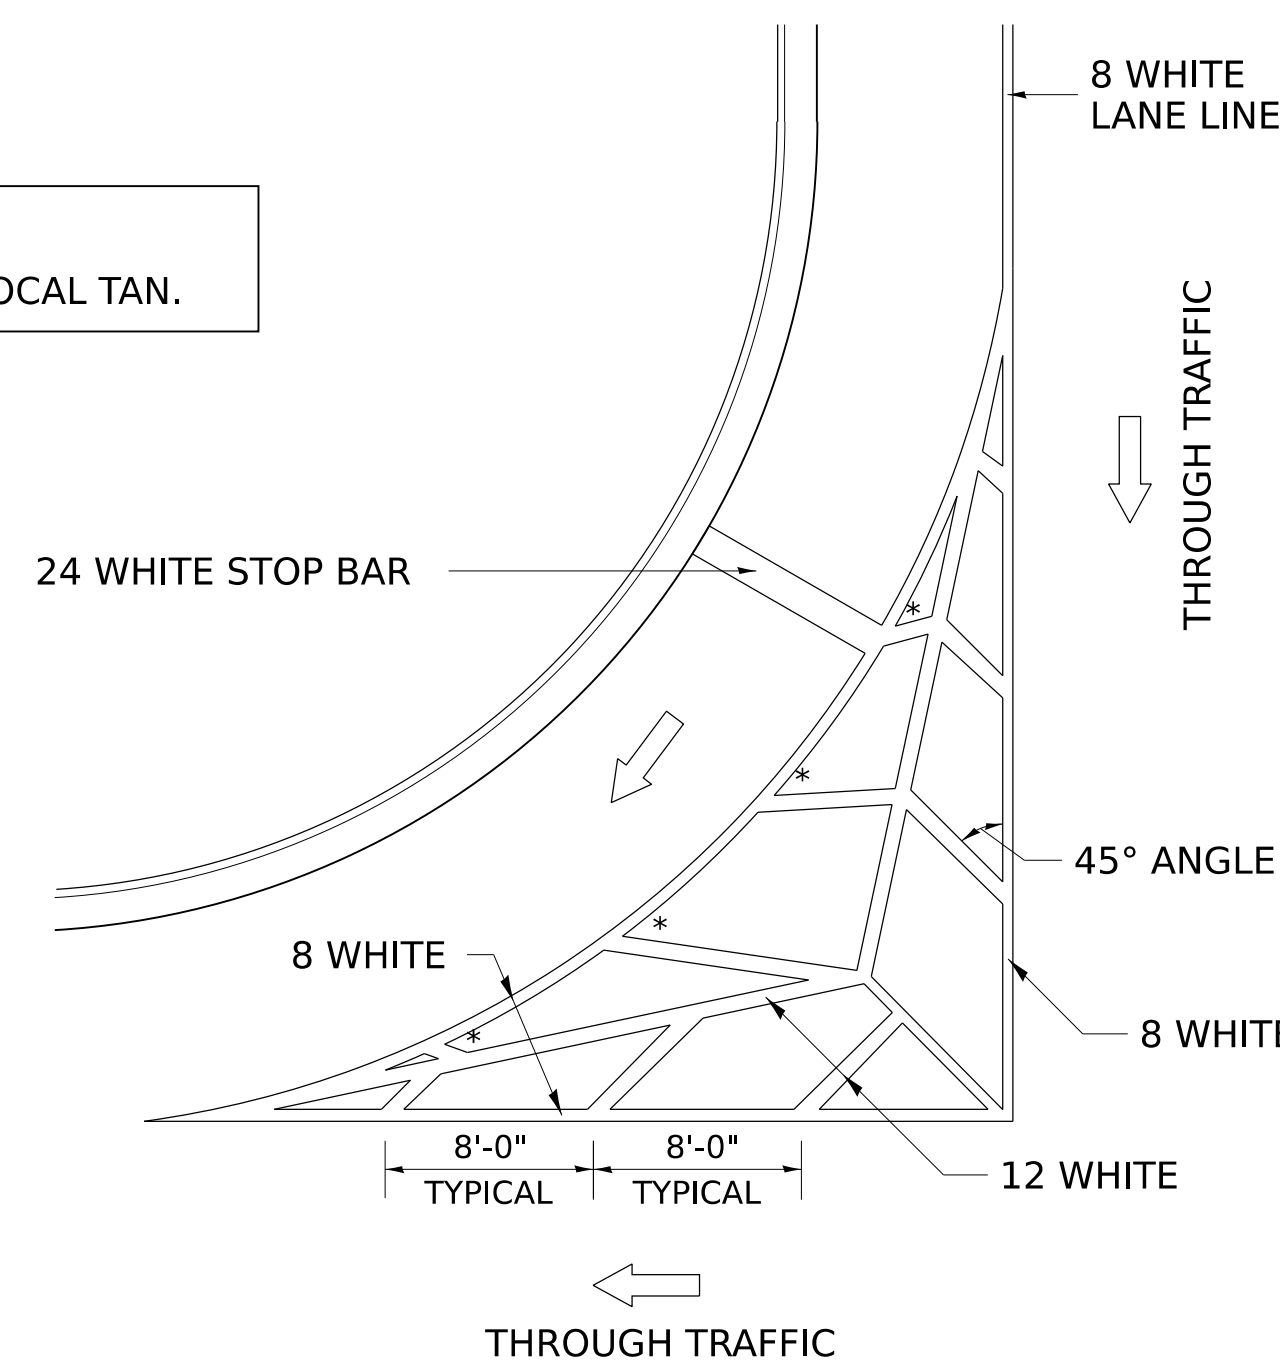 8 WHITE
LANE LINE
OCAL TAN.
THROUGH TRAFFIC
24 WHITE STOP BAR
*
*
45° ANGLE
*
8 WHITE
8 WHITE
*
8'-0" 8'-0"
TYPICAL TYPICAL
12 WHITE
THROUGH TRAFFIC